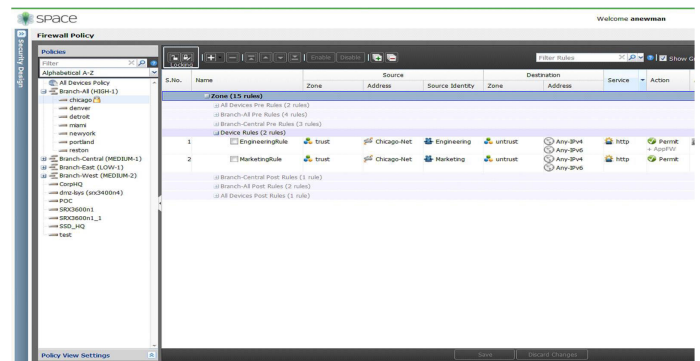 space
Welcome anewman
Firewall Policy
Security Design
Policies
Filter
Alphabetical A-Z
All Devices Policy
Branch-All (HIGH-1)
chicago
denver
detroit
miami
newyork
portland
reston
Branch-Central (MEDIUM-1)
Branch-East (LOW-1)
Branch-West (MEDIUM-2)
CorpHQ
dmz-lsys (srx3400n4)
POC
SRX3600n1
SRX3600n1_1
SSD_HQ
test
Policy View Settings
Locking
Enable Disable
Filter Rules
Show Gr
S.No. Name Source Destination Service Action
Zone Address Source Identity Zone Address
Zone (15 rules)
All Devices Pre Rules (2 rules)
Branch-All Pre Rules (4 rules)
Branch-Central Pre Rules (3 rules)
Device Rules (2 rules)
1 EngineeringRule trust Chicago-Net Engineering untrust Any-IPv4 http Permit
Any-IPv6 + AppFW
2 MarketingRule trust Chicago-Net Marketing untrust Any-IPv4 http Permit
Any-IPv6
Branch-Central Post Rules (1 rule)
Branch-All Post Rules (2 rules)
All Devices Post Rules (1 rule)
Save Discard Changes